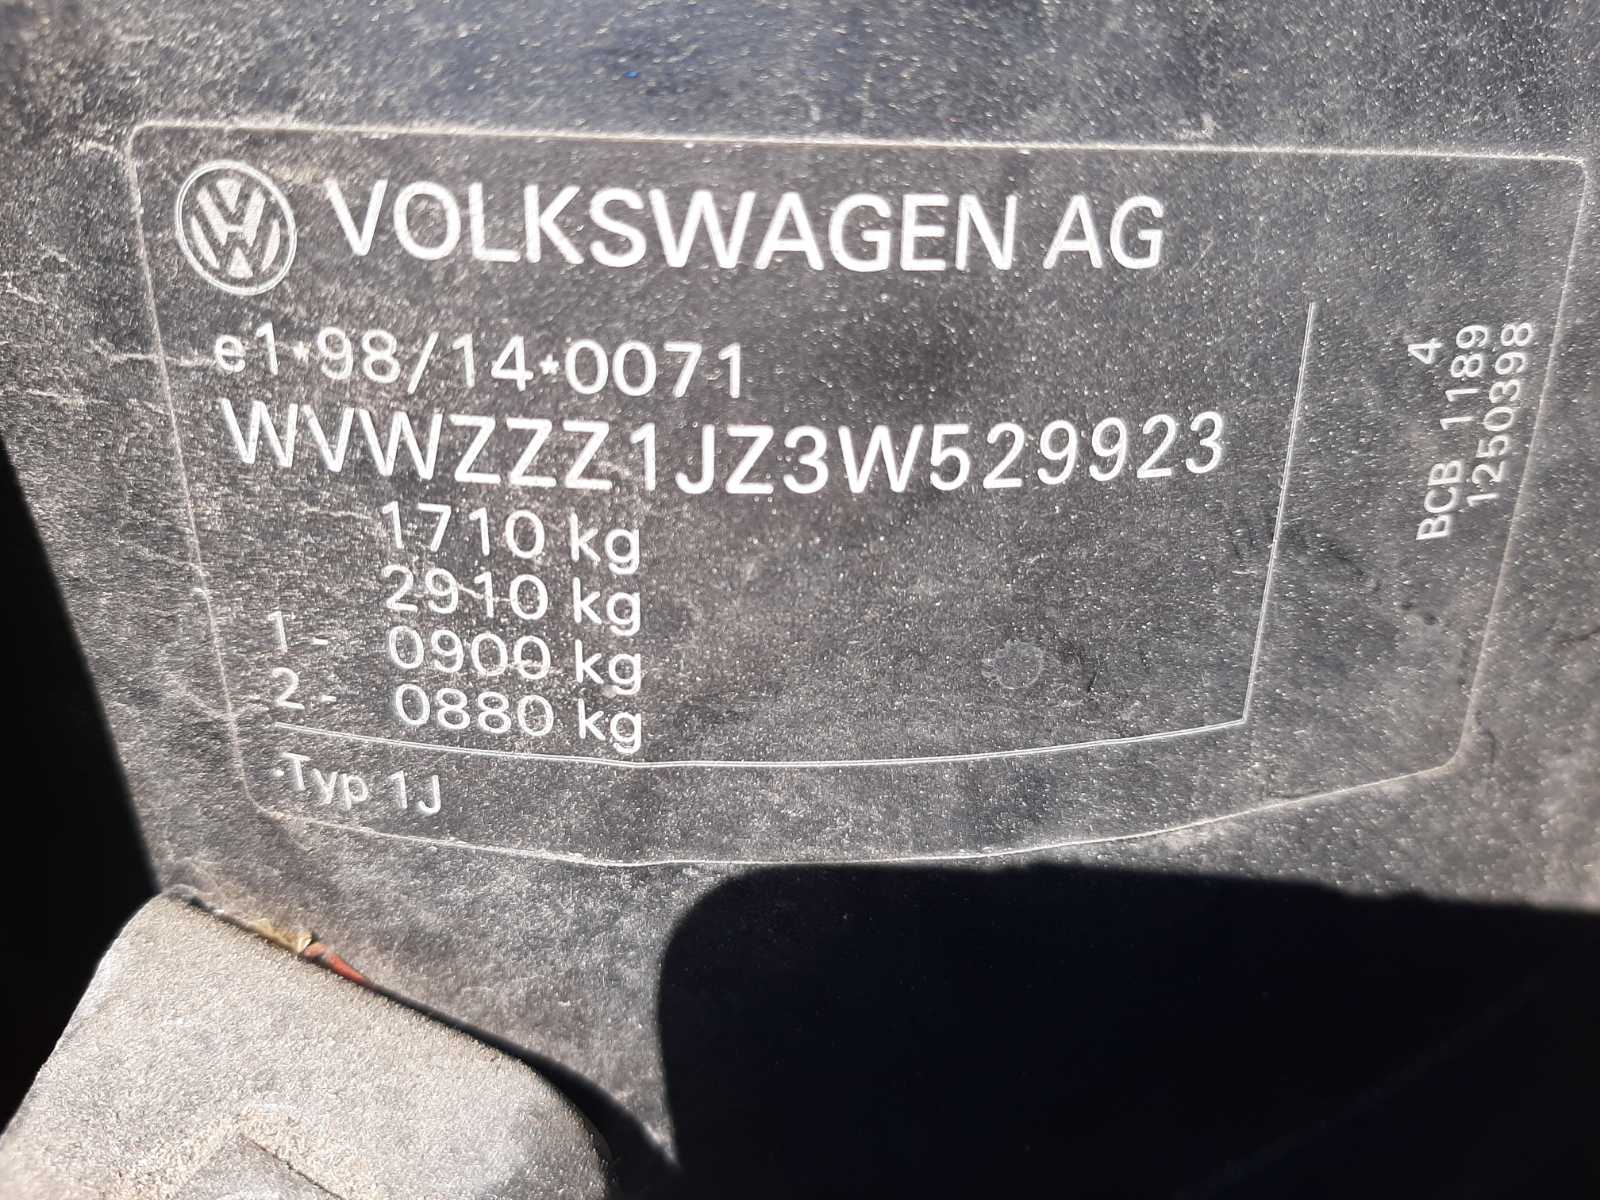 VOLKSWAGEN AG
e1*98/14*0071
WVWZZZ1JZ3W529923
1710 kg
2910 kg
1- 0900 kg
2- 0880 kg
Typ 1J
4
BCB 1189
1250398